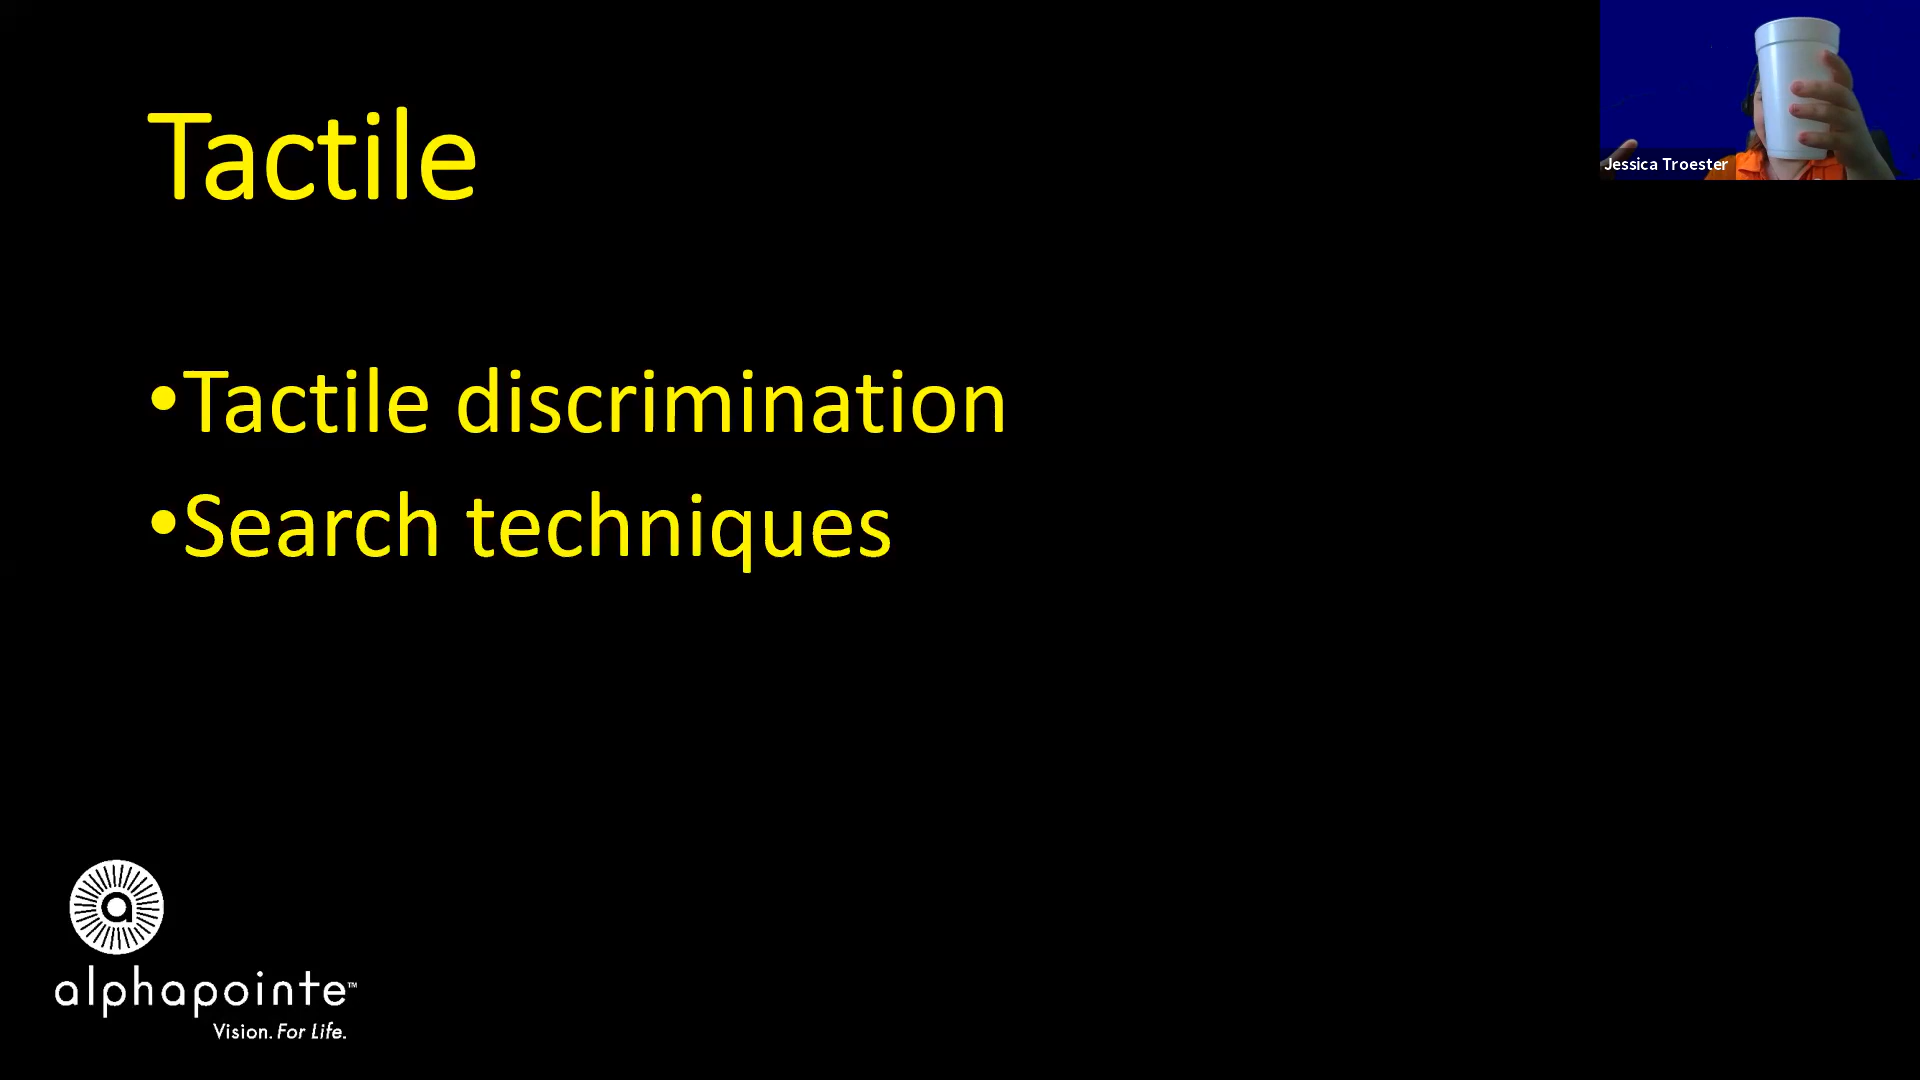 Tactile
Jessica Troester
•Tactile discrimination
•Search techniques
a
alphapointe™
Vision. For Life.